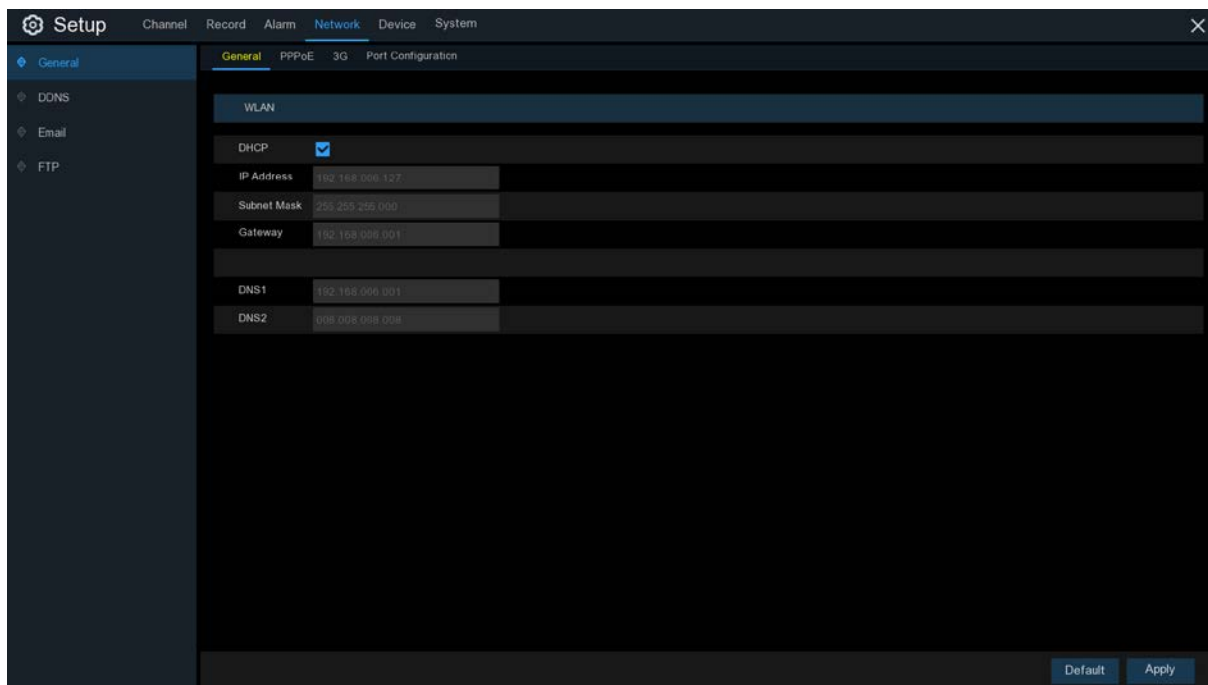 Setup Channel Record Alarm Network Device System
General
DDNS
Email
FTP
General PPPoE 3G Port Configuration
WLAN
DHCP
IP Address 192.168.006.127
Subnet Mask 255.255.255.000
Gateway 192.168.006.001
DNS1 192.168.006.001
DNS2 008.008.008.008
Default Apply